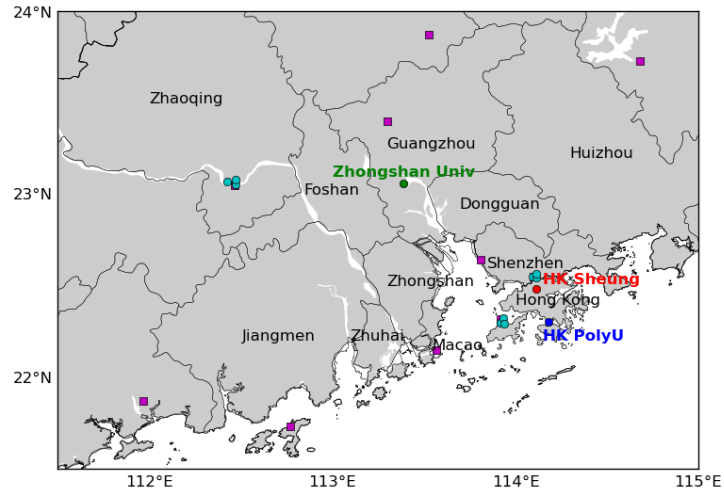 24°N
Zhaoqing
Guangzhou
Huizhou
Zhongshan Univ
23°N
Foshan
Dongguan
Shenzhen
Zhongshan
HK Sheung
Hong Kong
Jiangmen
Zhuhai
Macao
HK PolyU
22°N
112°E
113°E
114°E
115°E